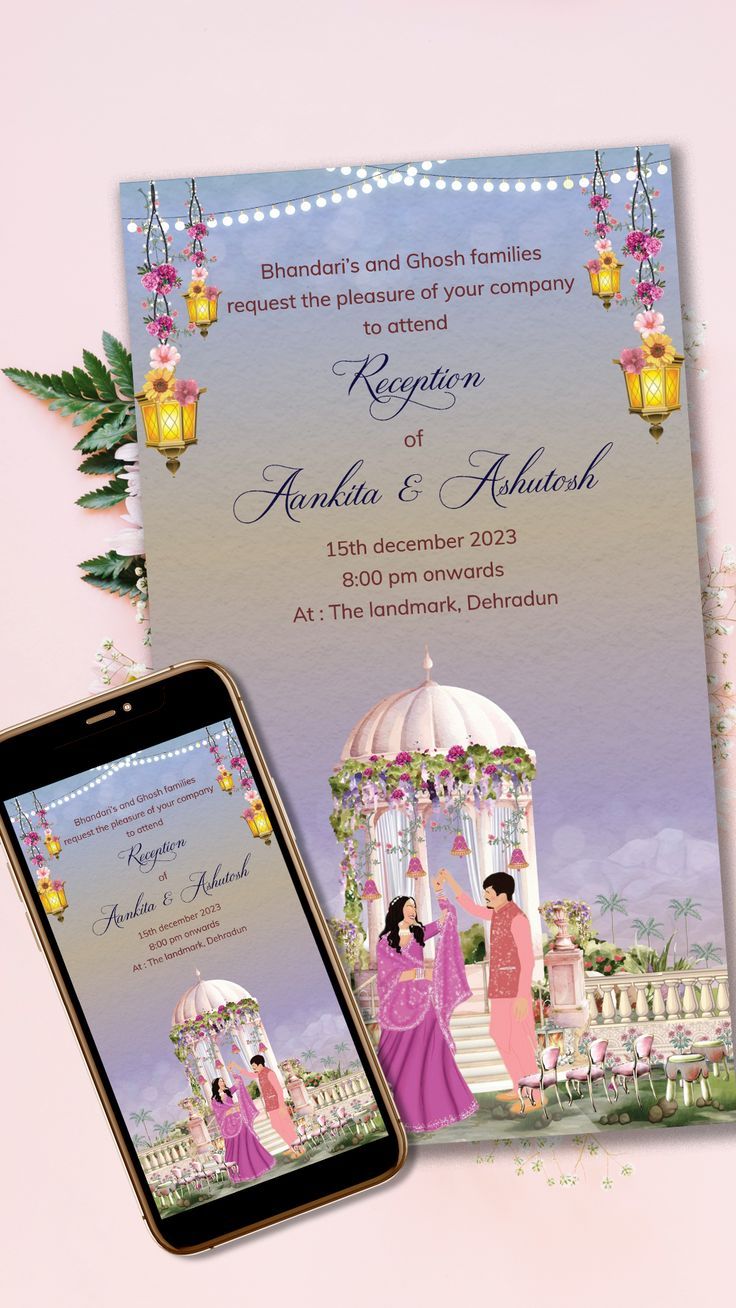 Bhandari's and Ghosh families
request the pleasure of your company
to attend
Reception
of
Aankita & Ashutosh
15th december 2023
8:00 pm onwards
At : The landmark, Dehradun
Bhandari's and Ghosh families
request the pleasure of your company
to attend
Reception
of
Aankita & Ashutosh
15th december 2023
8:00 pm onwards
At : The landmark, Dehradun